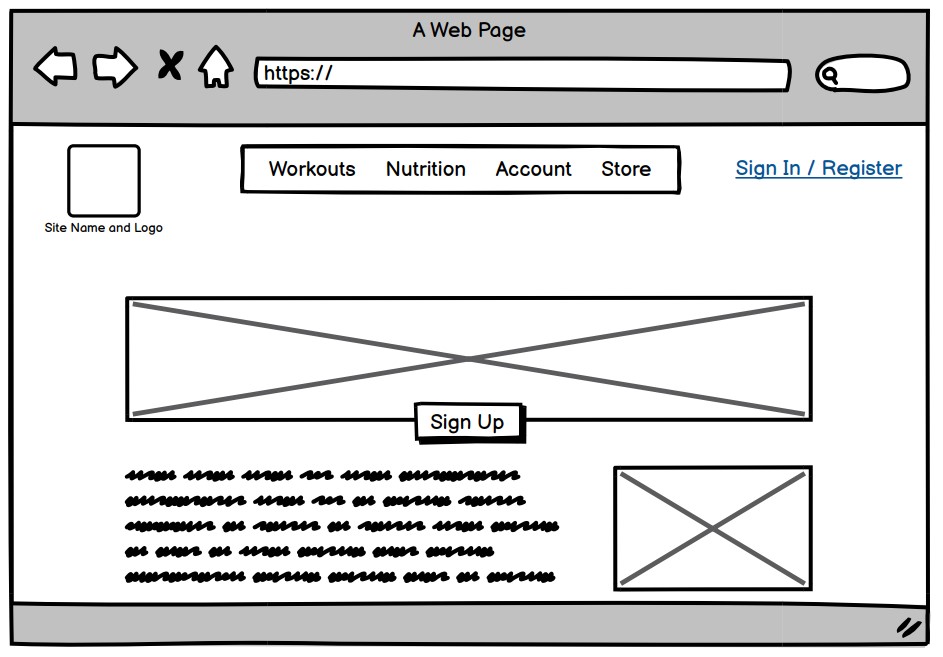 A Web Page
https://
Workouts Nutrition Account Store
Sign In / Register
Site Name and Logo
Sign Up